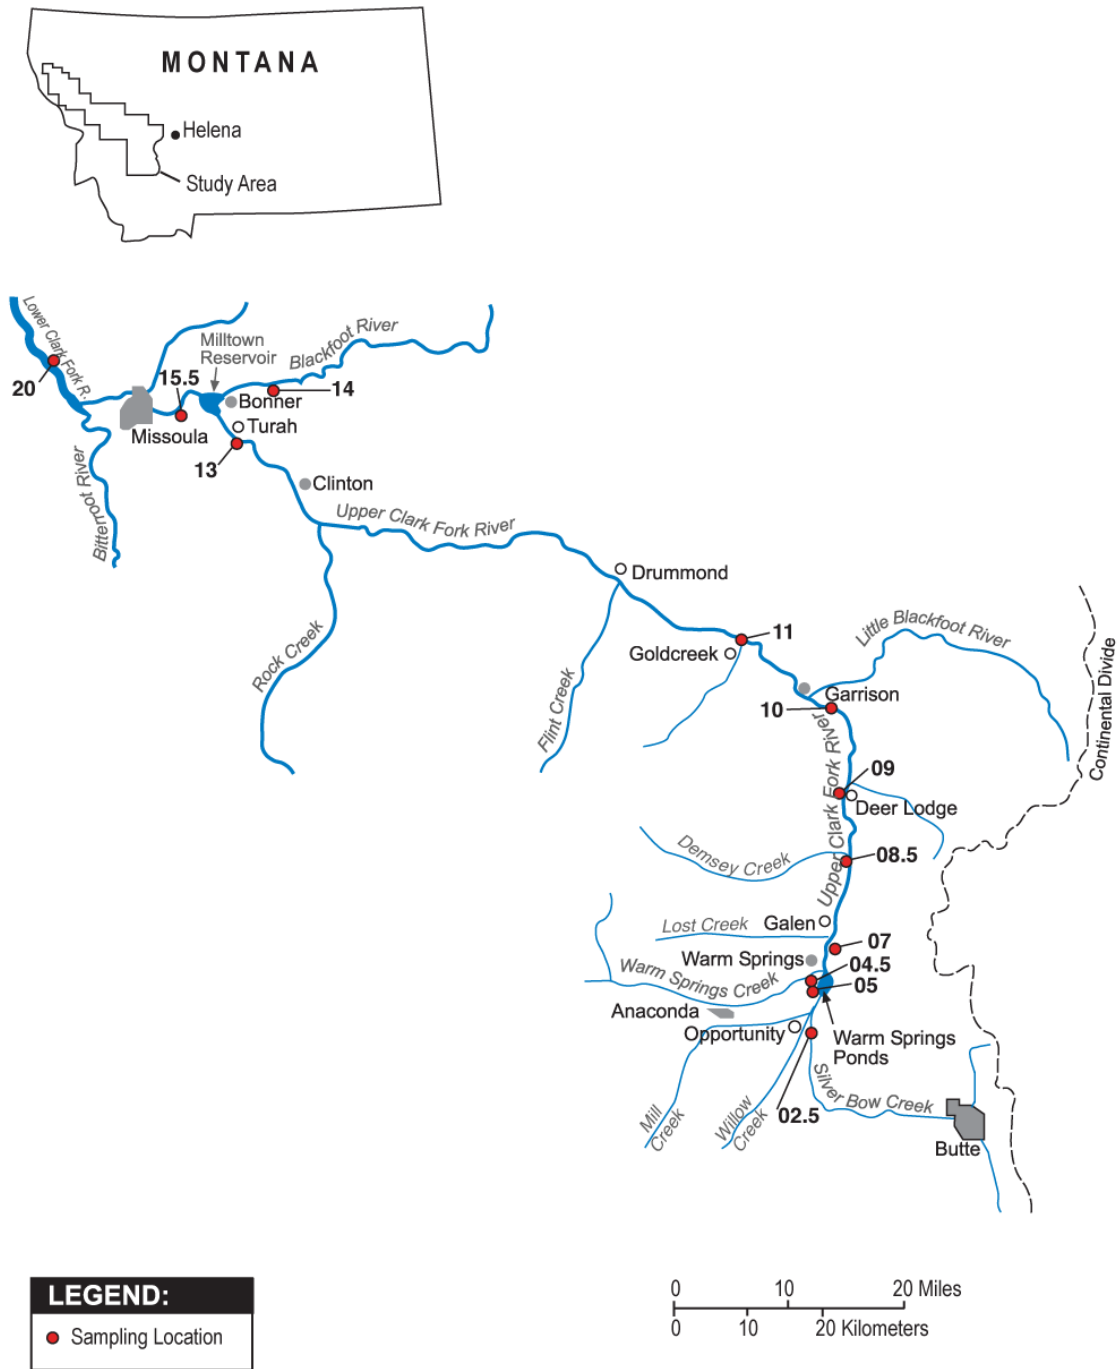 MONTANA
Helena
Study Area
Lower Clark Fork R.
Milltown
Reservoir
Blackfoot River
20
15.5
14
Bonner
Turah
Missoula
13
Bitterroot River
Clinton
Upper Clark Fork River
Rock Creek
Drummond
Flint Creek
11
Goldcreek
Little Blackfoot River
Continental Divide
Garrison
10
Upper Clark Fork River
09
Deer Lodge
Demsey Creek
08.5
Galen
Lost Creek
07
Warm Springs
04.5
Warm Springs Creek
05
Anaconda
Opportunity
Warm Springs
Ponds
Silver Bow Creek
Mill
Creek
Willow
Creek
02.5
Butte
LEGEND:
Sampling Location
0 10 20 Miles
0 10 20 Kilometers